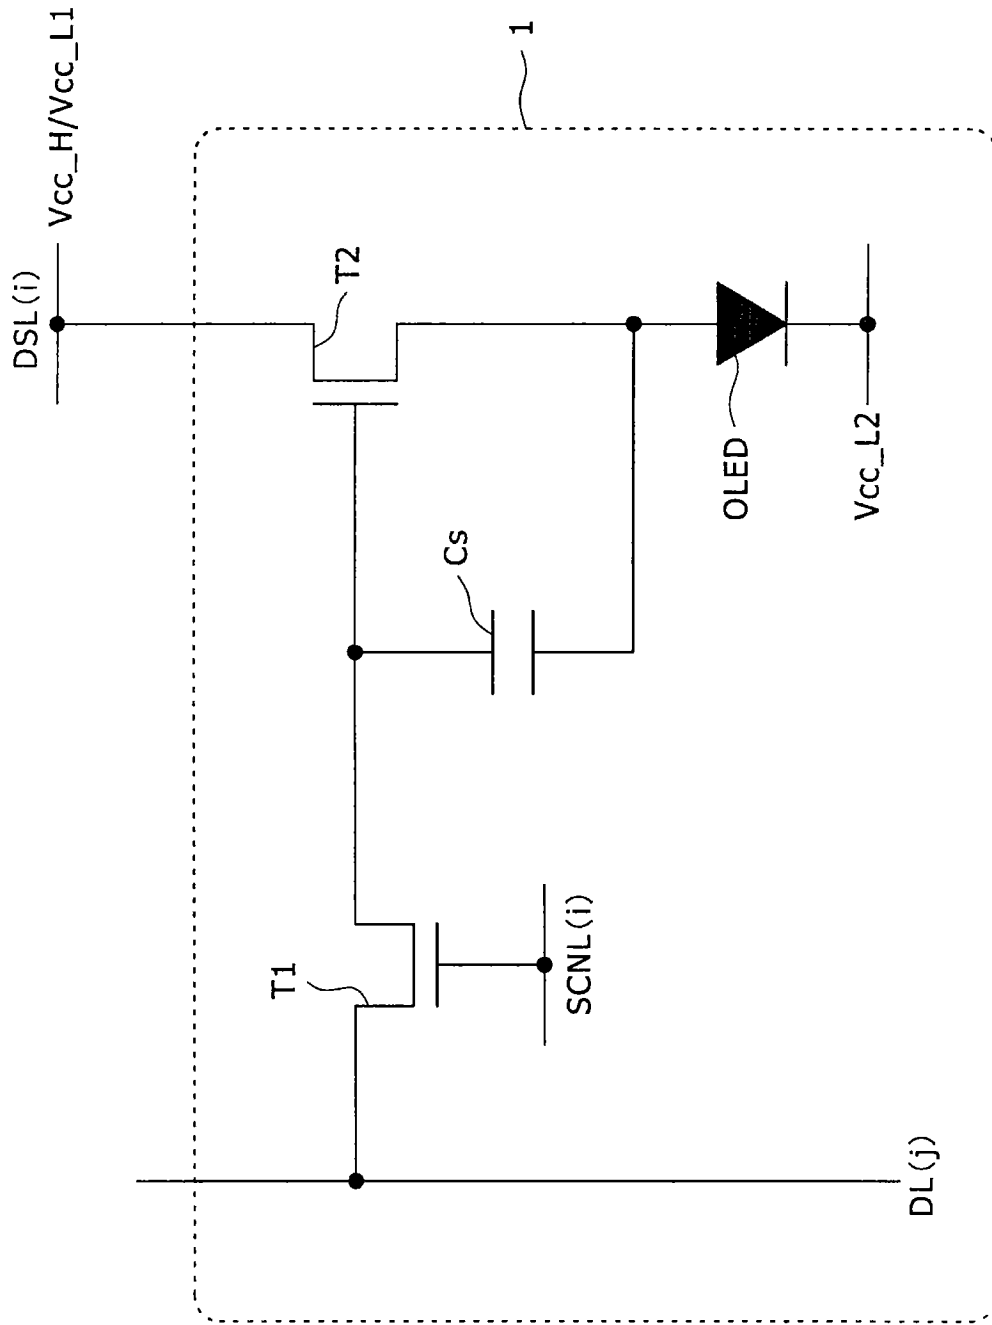 DSL(i)
Vcc_H/Vcc_L1
1
T2
Cs
OLED
Vcc_L2
T1
SCNL(i)
DL(j)